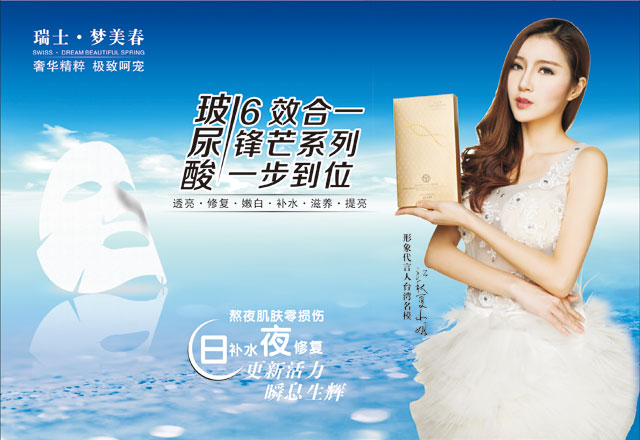 瑞士·梦美春
SWISS · DREAM BEAUTIFUL SPRING
奢华精粹 极致呵宠
玻尿酸
6效合一
锋芒系列
一步到位
透亮·修复·嫩白·补水·滋养·提亮
形象代言人台湾名模
熬夜肌肤零损伤
日补水夜修复
更新活力
瞬息生辉